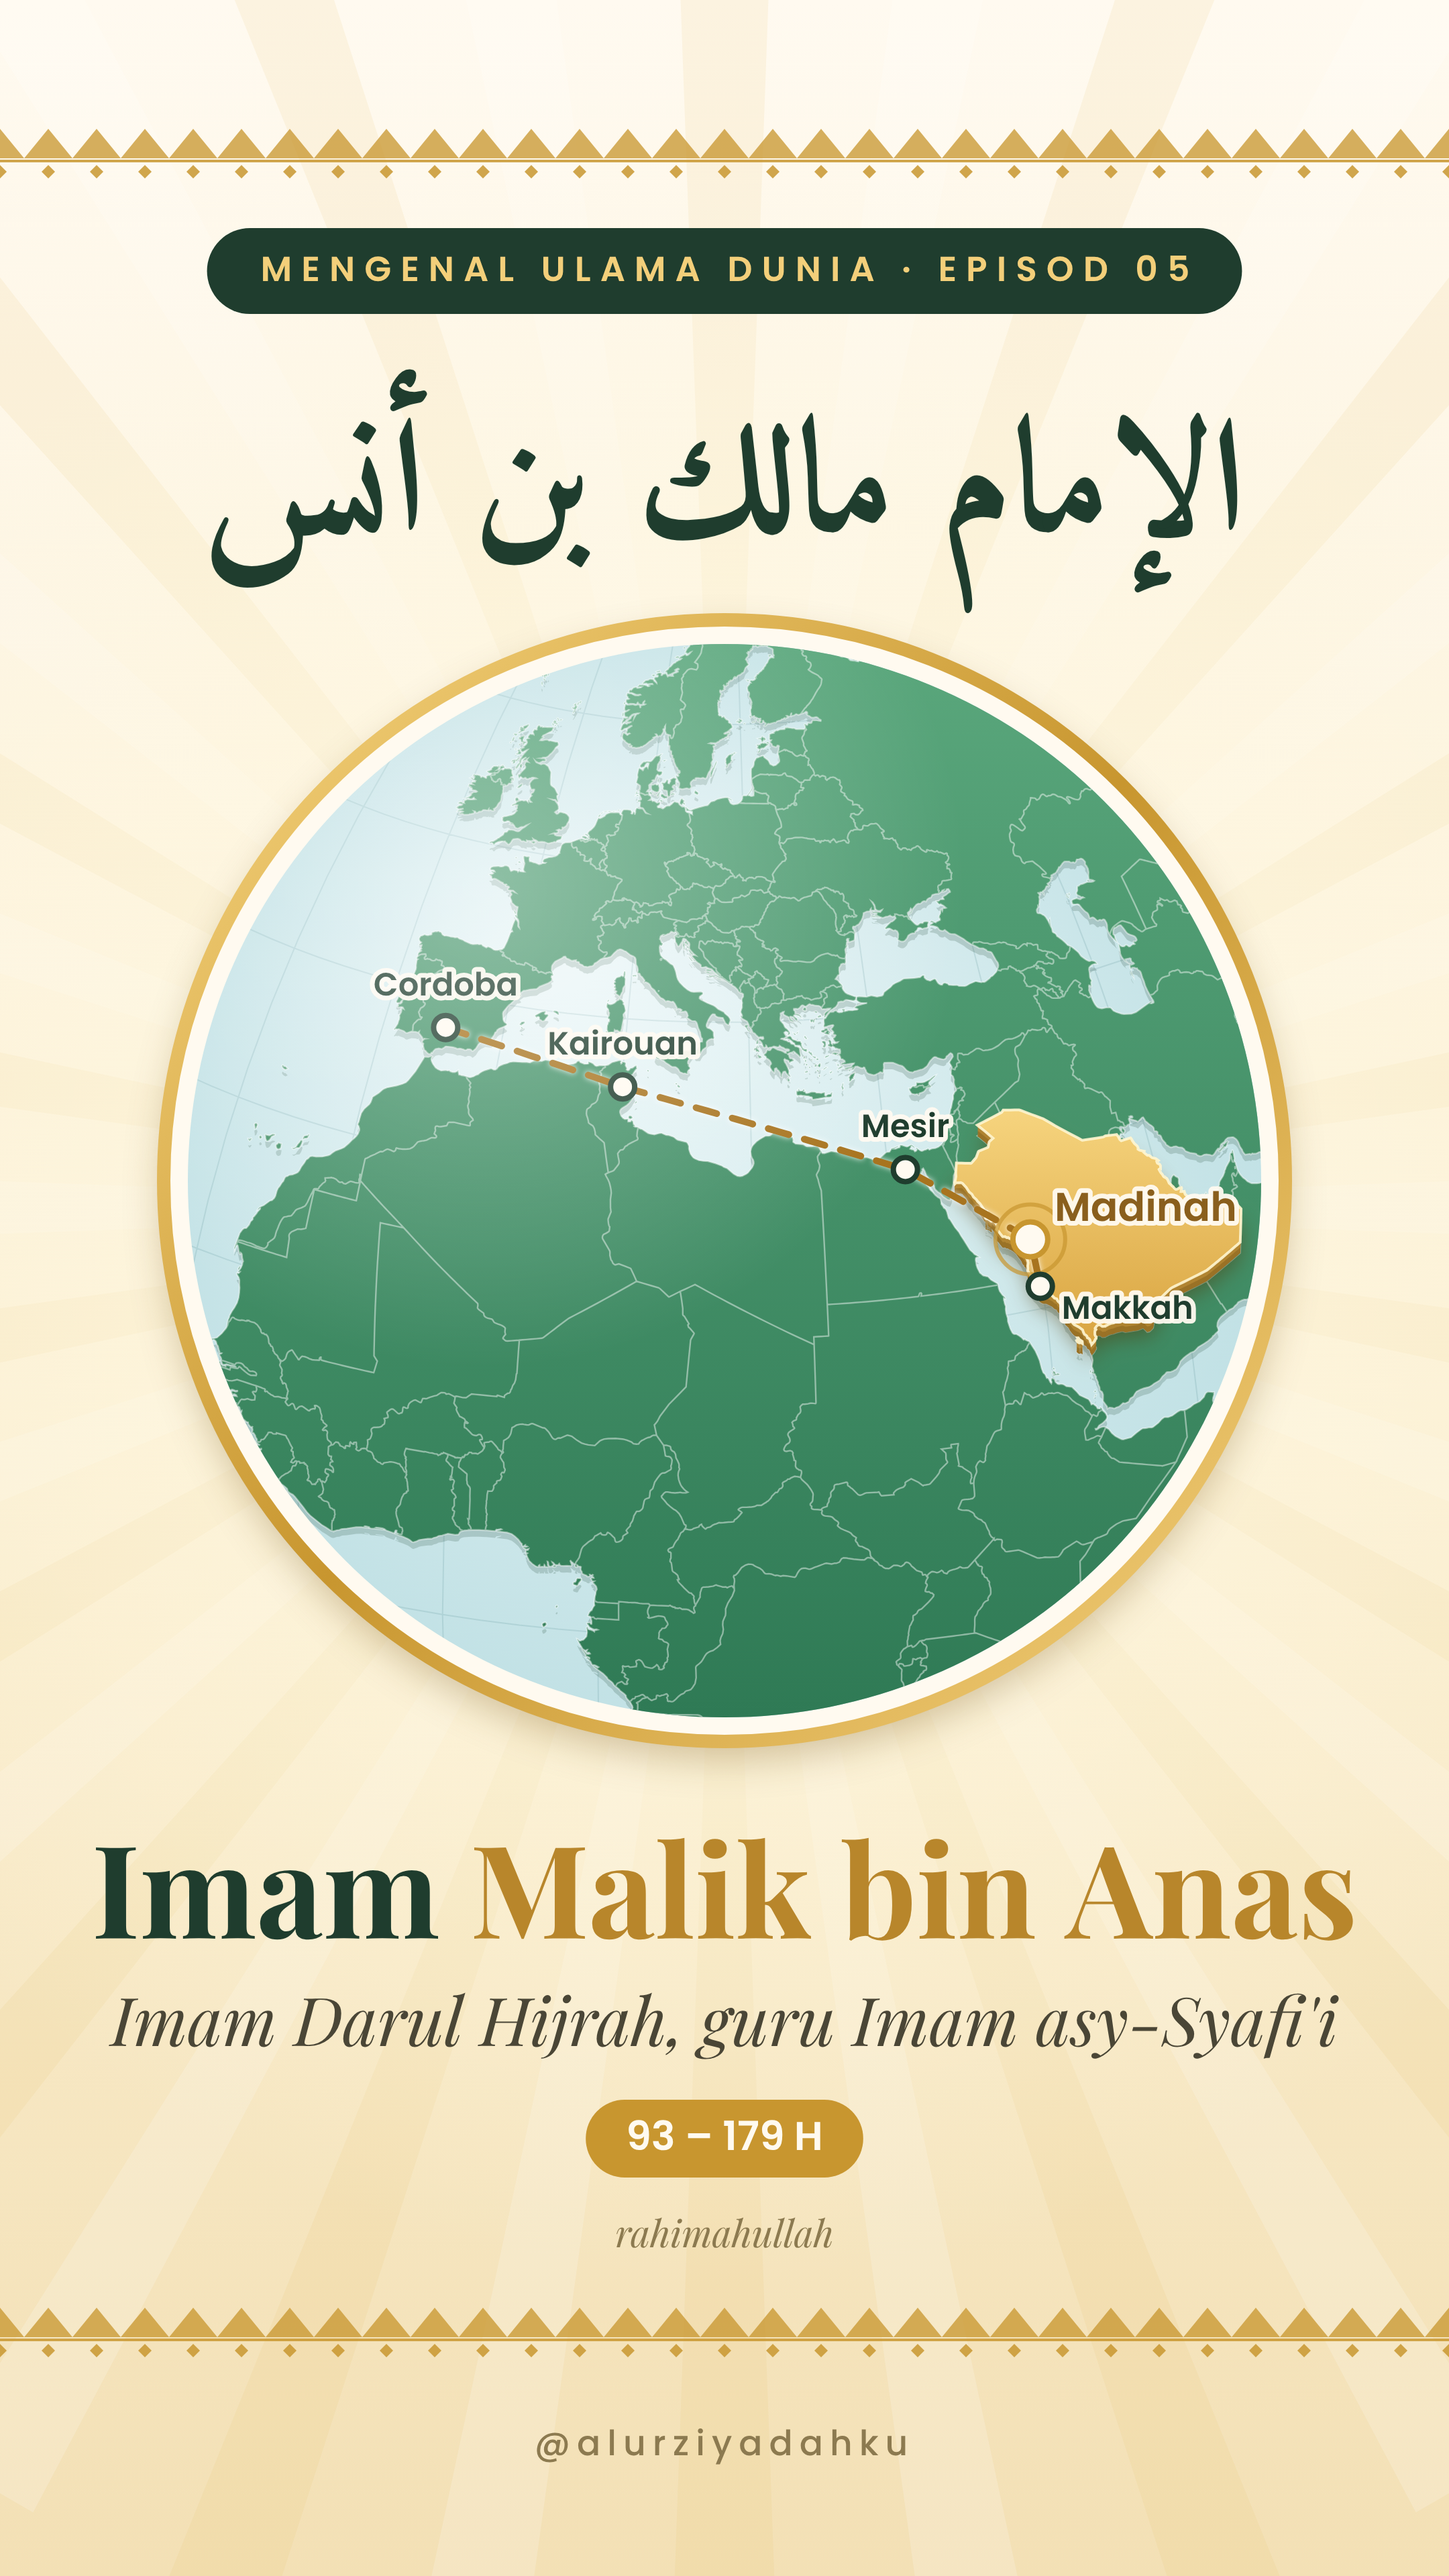 MENGENAL ULAMA DUNIA · EPISOD 05
الإمام مالك بن أنس
Cordoba
Kairouan
Mesir
Madinah
Makkah
Imam Malik bin Anas
Imam Darul Hijrah, guru Imam asy-Syafi'i
93 – 179 H
rahimahullah
@alurziyadahku